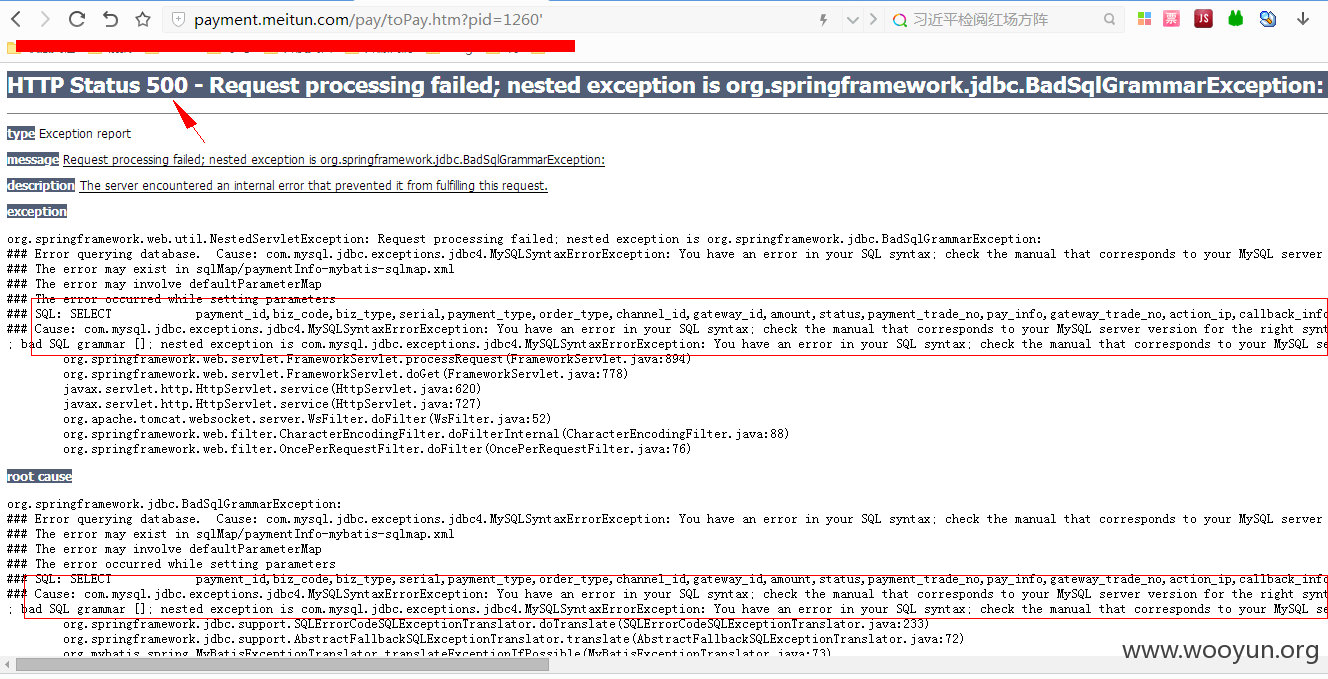 payment.meitun.com/pay/toPay.htm?pid=1260'
习近平检阅红场方阵
票
JS
HTTP Status 500 - Request processing failed; nested exception is org.springframework.jdbc.BadSqlGrammarException:
type Exception report
message Request processing failed; nested exception is org.springframework.jdbc.BadSqlGrammarException:
description The server encountered an internal error that prevented it from fulfilling this request.
exception
org.springframework.web.util.NestedServletException: Request processing failed; nested exception is org.springframework.jdbc.BadSqlGrammarException:
### Error querying database.  Cause: com.mysql.jdbc.exceptions.jdbc4.MySQLSyntaxErrorException: You have an error in your SQL syntax; check the manual that corresponds to your MySQL server
### The error may exist in sqlMap/paymentInfo-mybatis-sqlmap.xml
### The error may involve defaultParameterMap
### The error occurred while setting parameters
### SQL: SELECT payment_id,biz_code,biz_type,serial,payment_type,order_type,channel_id,gateway_id,amount,status,payment_trade_no,pay_info,gateway_trade_no,action_ip,callback_info
### Cause: com.mysql.jdbc.exceptions.jdbc4.MySQLSyntaxErrorException: You have an error in your SQL syntax; check the manual that corresponds to your MySQL server version for the right synt
; bad SQL grammar []; nested exception is com.mysql.jdbc.exceptions.jdbc4.MySQLSyntaxErrorException: You have an error in your SQL syntax; check the manual that corresponds to your MySQL se
org.springframework.web.servlet.FrameworkServlet.processRequest(FrameworkServlet.java:894)
org.springframework.web.servlet.FrameworkServlet.doGet(FrameworkServlet.java:778)
javax.servlet.http.HttpServlet.service(HttpServlet.java:620)
javax.servlet.http.HttpServlet.service(HttpServlet.java:727)
org.apache.tomcat.websocket.server.WsFilter.doFilter(WsFilter.java:52)
org.springframework.web.filter.CharacterEncodingFilter.doFilterInternal(CharacterEncodingFilter.java:88)
org.springframework.web.filter.OncePerRequestFilter.doFilter(OncePerRequestFilter.java:76)
root cause
org.springframework.jdbc.BadSqlGrammarException:
### Error querying database.  Cause: com.mysql.jdbc.exceptions.jdbc4.MySQLSyntaxErrorException: You have an error in your SQL syntax; check the manual that corresponds to your MySQL server
### The error may exist in sqlMap/paymentInfo-mybatis-sqlmap.xml
### The error may involve defaultParameterMap
### The error occurred while setting parameters
### SQL: SELECT payment_id,biz_code,biz_type,serial,payment_type,order_type,channel_id,gateway_id,amount,status,payment_trade_no,pay_info,gateway_trade_no,action_ip,callback_info
### Cause: com.mysql.jdbc.exceptions.jdbc4.MySQLSyntaxErrorException: You have an error in your SQL syntax; check the manual that corresponds to your MySQL server version for the right synt
; bad SQL grammar []; nested exception is com.mysql.jdbc.exceptions.jdbc4.MySQLSyntaxErrorException: You have an error in your SQL syntax; check the manual that corresponds to your MySQL se
org.springframework.jdbc.support.SQLErrorCodeSQLExceptionTranslator.doTranslate(SQLErrorCodeSQLExceptionTranslator.java:233)
org.springframework.jdbc.support.AbstractFallbackSQLExceptionTranslator.translate(AbstractFallbackSQLExceptionTranslator.java:72)
org.mybatis.spring.MyBatisExceptionTranslator.translateExceptionIfPossible(MyBatisExceptionTranslator.java:73)
www.wooyun.org